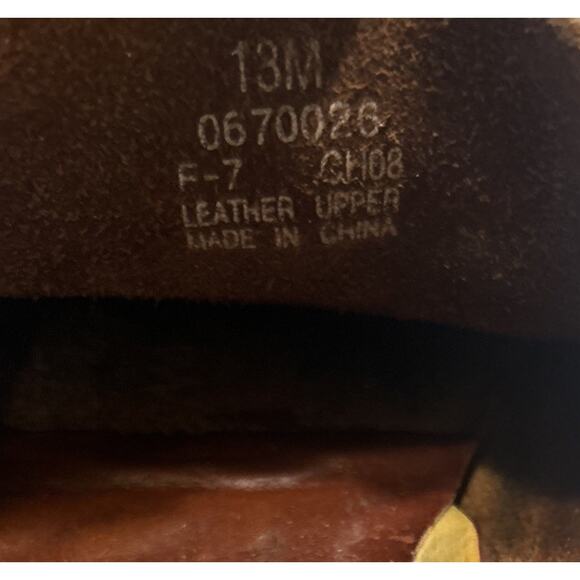 13M
0670026
F-7 CH08
LEATHER UPPER
MADE IN CHINA